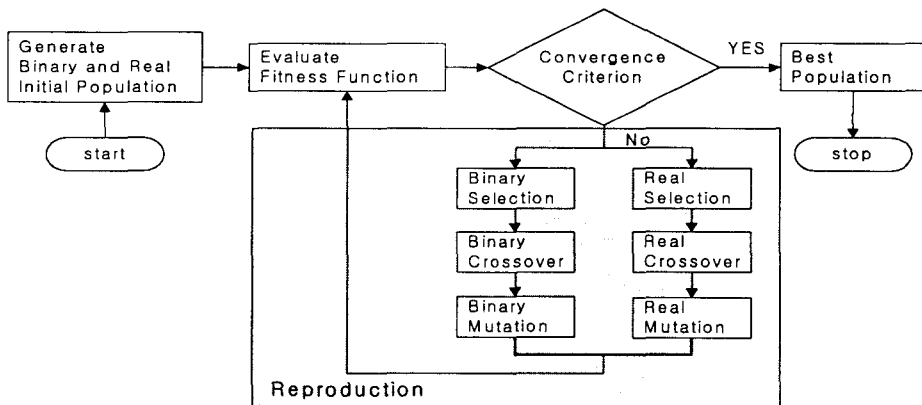 Generate
Binary and Real
Initial Population
Evaluate
Fitness Function
Convergence
Criterion
YES
Best
Population
start
stop
No
Binary
Selection
Real
Selection
Binary
Crossover
Real
Crossover
Binary
Mutation
Real
Mutation
Reproduction